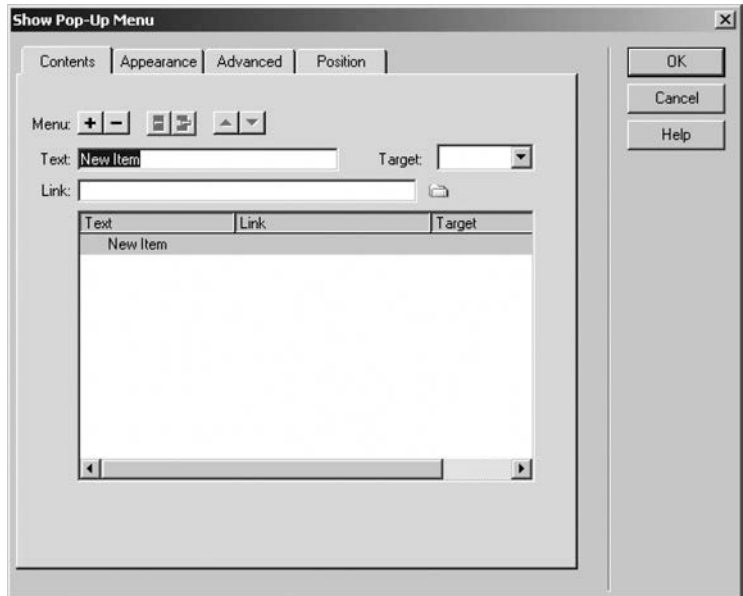 Show Pop-Up Menu
Contents Appearance Advanced Position
OK
Cancel
Help
Menu:
Text: New Item Target:
Link:
Text Link Target
New Item